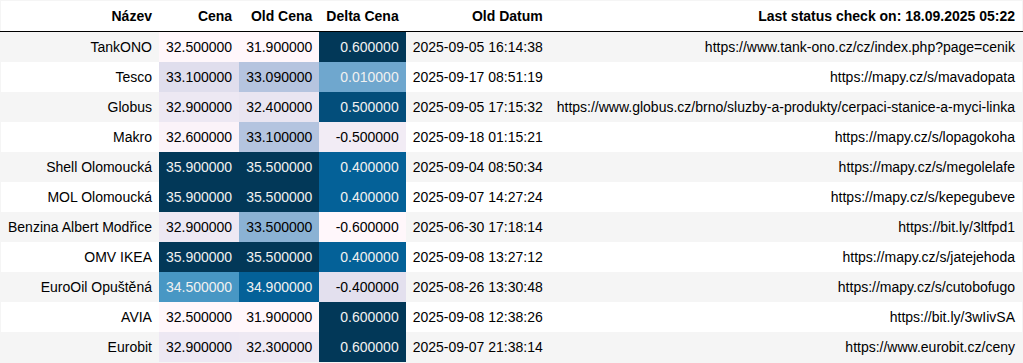 Název Cena Old Cena Delta Cena Old Datum Last status check on: 18.09.2025 05:22
TankONO 32.500000 31.900000 0.600000 2025-09-05 16:14:38 https://www.tank-ono.cz/cz/index.php?page=cenik
Tesco 33.100000 33.090000 0.010000 2025-09-17 08:51:19 https://mapy.cz/s/mavadopata
Globus 32.900000 32.400000 0.500000 2025-09-05 17:15:32 https://www.globus.cz/brno/sluzby-a-produkty/cerpaci-stanice-a-myci-linka
Makro 32.600000 33.100000 -0.500000 2025-09-18 01:15:21 https://mapy.cz/s/lopagokoha
Shell Olomoucká 35.900000 35.500000 0.400000 2025-09-04 08:50:34 https://mapy.cz/s/megolelafe
MOL Olomoucká 35.900000 35.500000 0.400000 2025-09-07 14:27:24 https://mapy.cz/s/kepegubeve
Benzina Albert Modřice 32.900000 33.500000 -0.600000 2025-06-30 17:18:14 https://bit.ly/3ltfpd1
OMV IKEA 35.900000 35.500000 0.400000 2025-09-08 13:27:12 https://mapy.cz/s/jatejehoda
EuroOil Opuštěná 34.500000 34.900000 -0.400000 2025-08-26 13:30:48 https://mapy.cz/s/cutobofugo
AVIA 32.500000 31.900000 0.600000 2025-09-08 12:38:26 https://bit.ly/3wIivSA
Eurobit 32.900000 32.300000 0.600000 2025-09-07 21:38:14 https://www.eurobit.cz/ceny